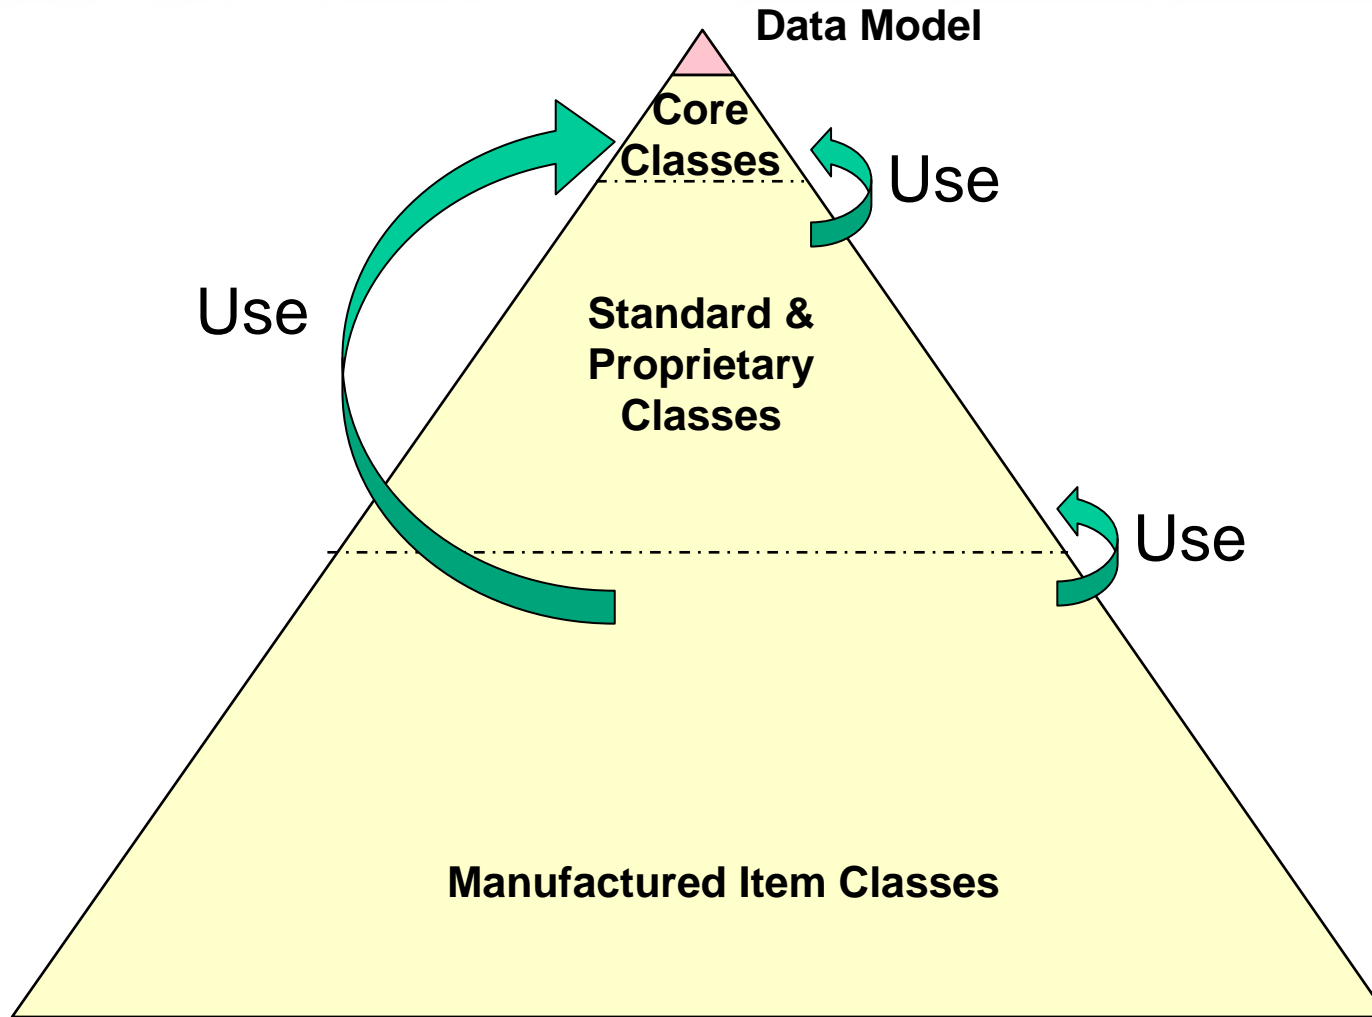 Data Model
Core
Classes
Use
Use
Standard &
Proprietary
Classes
Use
Manufactured Item Classes